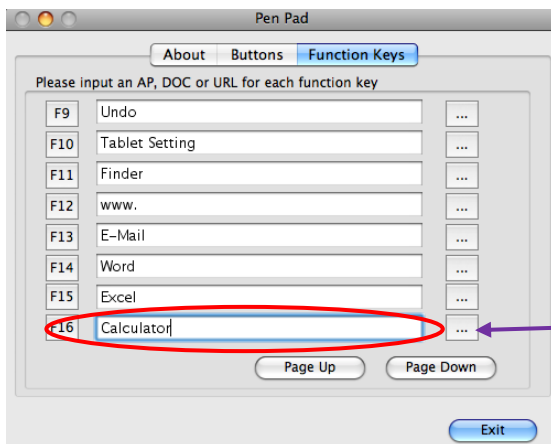 Pen Pad
About Buttons Function Keys
Please input an AP, DOC or URL for each function key
F9 Undo ...
F10 Tablet Setting ...
F11 Finder ...
F12 www. ...
F13 E-Mail ...
F14 Word ...
F15 Excel ...
F16 Calculator ...
Page Up Page Down
Exit